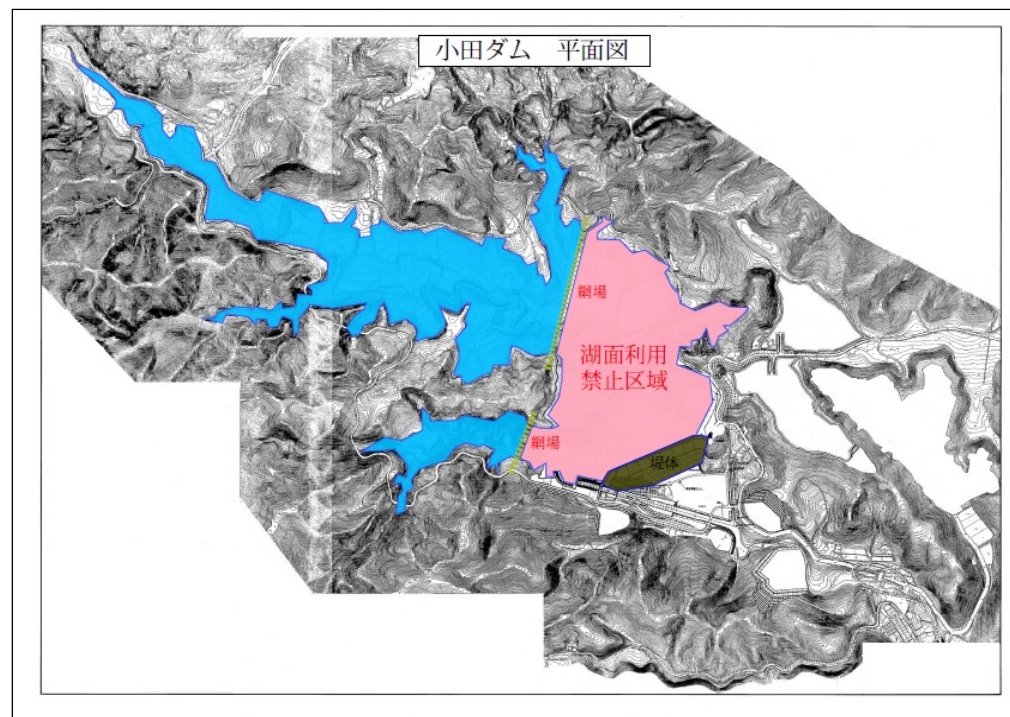 小田ダム 平面図
網場
湖面利用
禁止区域
網場
堤体